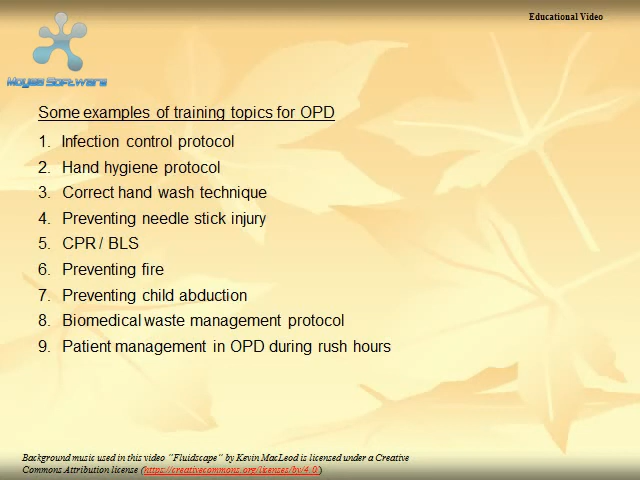 Educational Video
Moyea Software
Some examples of training topics for OPD
1. Infection control protocol
2. Hand hygiene protocol
3. Correct hand wash technique
4. Preventing needle stick injury
5. CPR / BLS
6. Preventing fire
7. Preventing child abduction
8. Biomedical waste management protocol
9. Patient management in OPD during rush hours
Background music used in this video "Fluidscape" by Kevin MacLeod is licensed under a Creative
Commons Attribution license (https://creativecommons.org/licenses/by/4.0/)